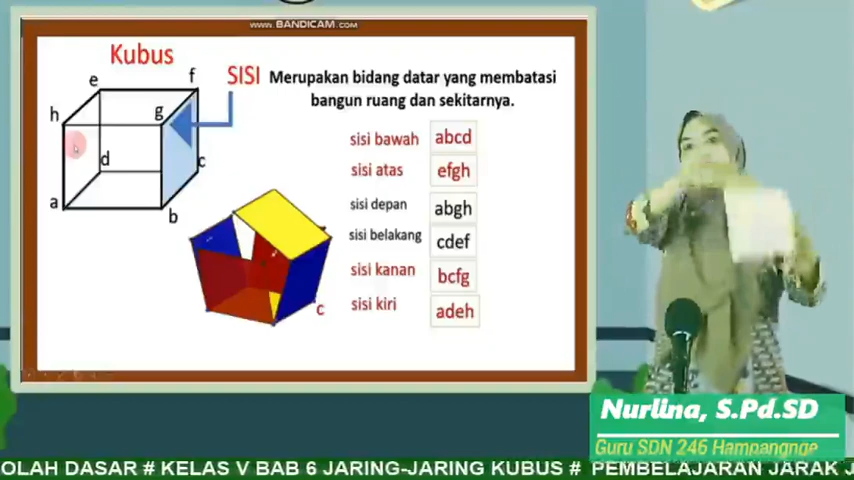 www.BANDICAM.com
Kubus
SISI Merupakan bidang datar yang membatasi
bangun ruang dan sekitarnya.
e
f
h
g
d
c
a
b
c
sisi bawah abcd
sisi atas efgh
sisi depan abgh
sisi belakang cdef
sisi kanan bcfg
sisi kiri adeh
Nurlina, S.Pd.SD
Guru SDN 246 Hampangnge
OLAH DASAR # KELAS V BAB 6 JARING-JARING KUBUS # PEMBELAJARAN JARAK J